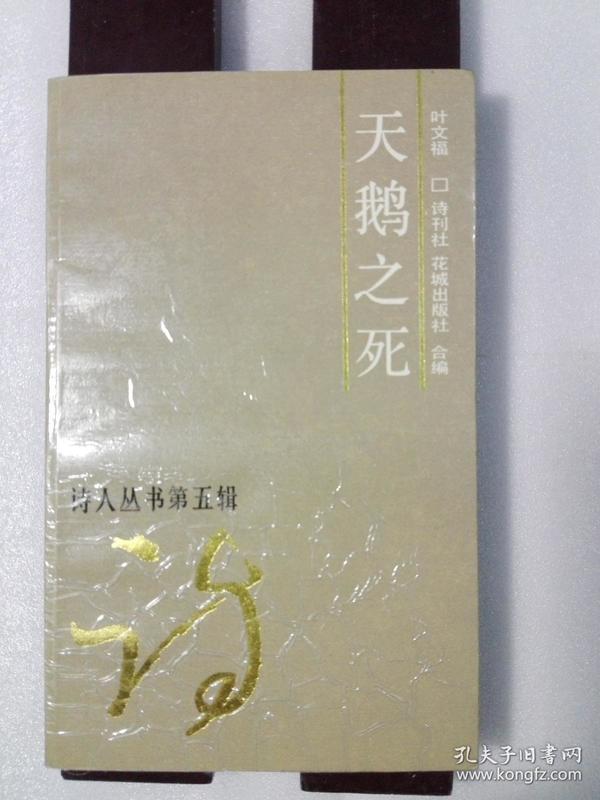 叶文福 □ 诗刊社 花城出版社 合编
天鹅之死
诗人丛书第五辑
诗
孔夫子旧书网
www.kongfz.com